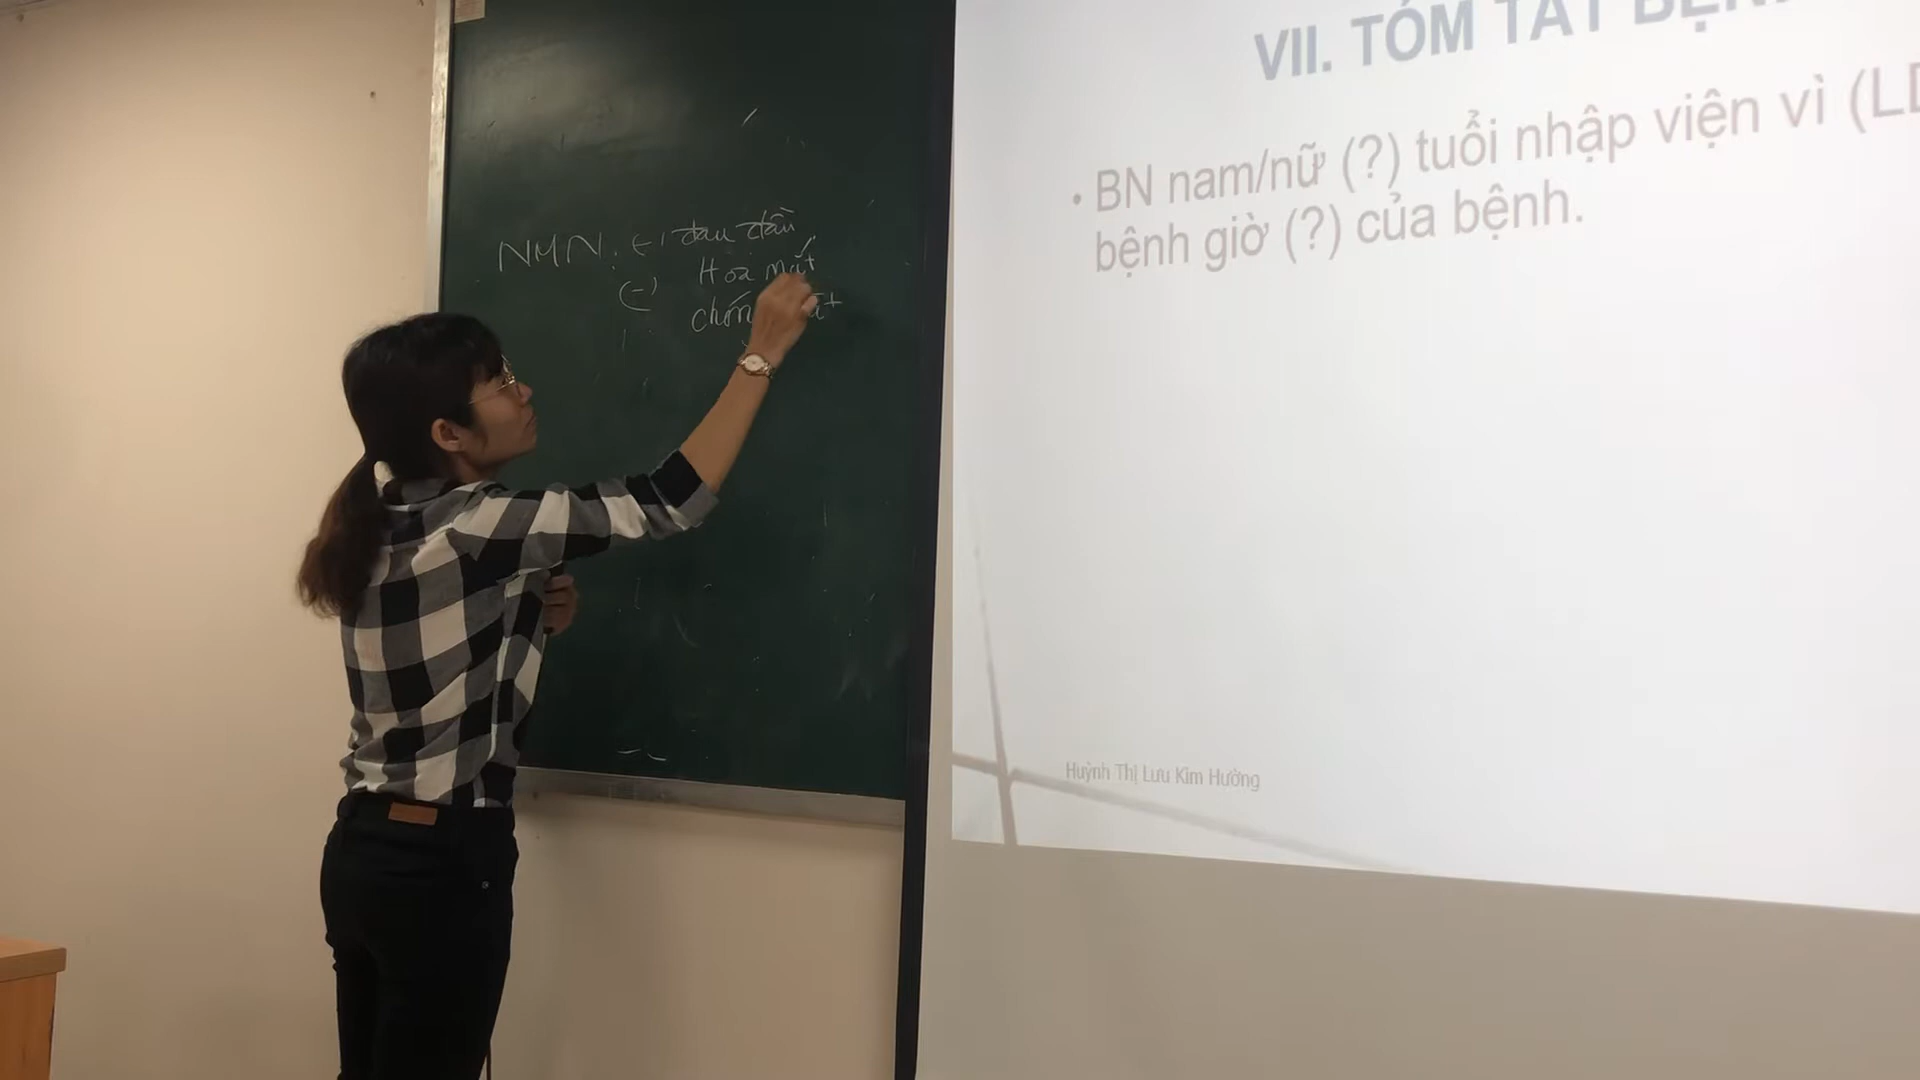 NMN. (-) đau đầu
(-) Hoa mắt
chóng
VII. TÓM TẮT BỆNH
• BN nam/nữ (?) tuổi nhập viện vì (LD
bệnh giờ (?) của bệnh.
Huỳnh Thị Lưu Kim Hường